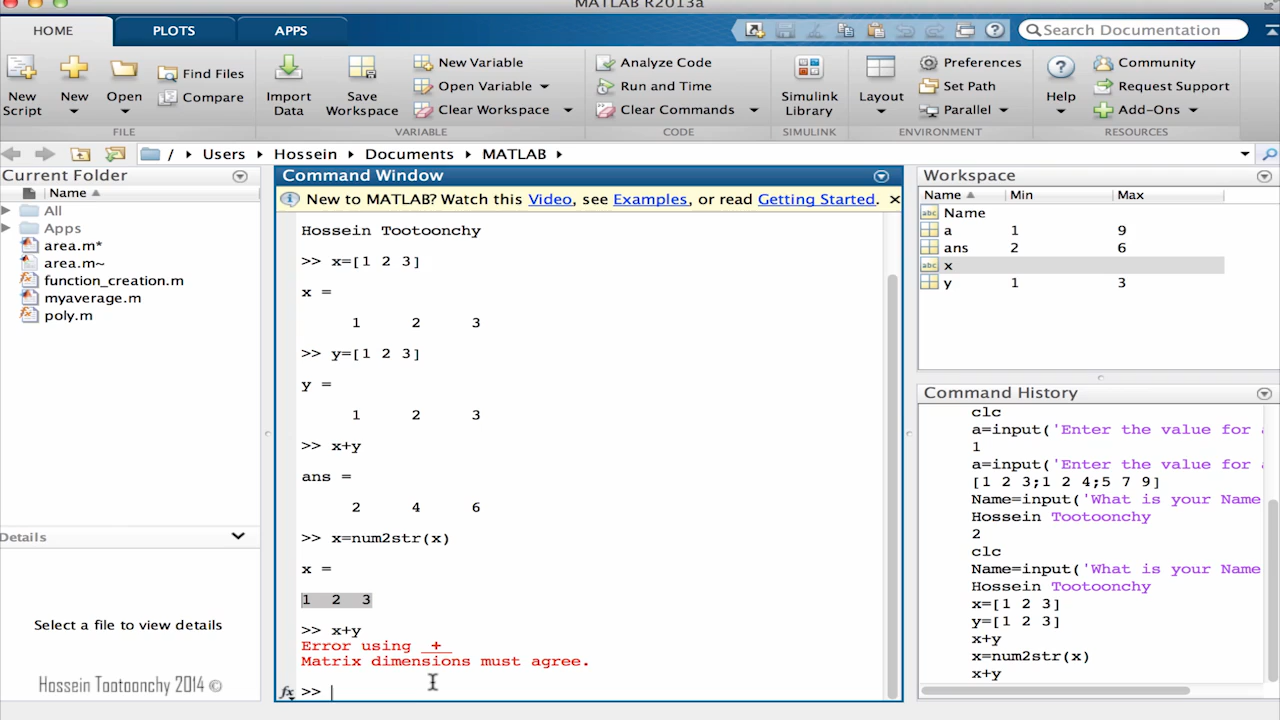 MATLAB R2013a
HOME PLOTS APPS
Search Documentation
New Script
New
Open
Find Files
Compare
FILE
Import Data
Save Workspace
New Variable
Open Variable
Clear Workspace
VARIABLE
Analyze Code
Run and Time
Clear Commands
CODE
Simulink Library
SIMULINK
Layout
Preferences
Set Path
Parallel
ENVIRONMENT
Help
Community
Request Support
Add-Ons
RESOURCES
/ Users Hossein Documents MATLAB
Current Folder
Name
All
Apps
area.m*
area.m~
function_creation.m
myaverage.m
poly.m
Details
Select a file to view details
Hossein Tootoonchy 2014 ©
Command Window
New to MATLAB? Watch this Video, see Examples, or read Getting Started.
Hossein Tootoonchy
>> x=[1 2 3]
x =
1 2 3
>> y=[1 2 3]
y =
1 2 3
>> x+y
ans =
2 4 6
>> x=num2str(x)
x =
1 2 3
>> x+y
Error using +
Matrix dimensions must agree.
fx >>
Workspace
Name Min Max
abc Name
a 1 9
ans 2 6
abc x
y 1 3
Command History
clc
a=input('Enter the value for
1
a=input('Enter the value for
[1 2 3;1 2 4;5 7 9]
Name=input('What is your Name
Hossein Tootoonchy
2
clc
Name=input('What is your Name
Hossein Tootoonchy
x=[1 2 3]
y=[1 2 3]
x+y
x=num2str(x)
x+y